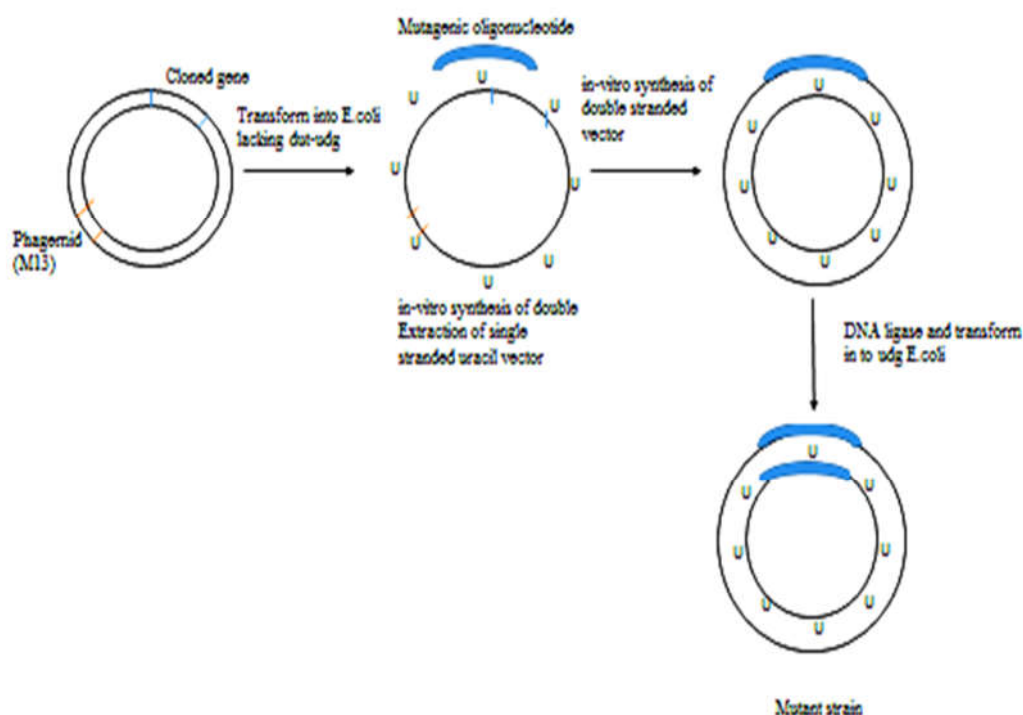 Mutagenic oligonucleotide
Cloned gene
Transform into E.coli
lacking dut-udg
Phagemid
(M13)
U
U
U
U
U
U
U
U
in-vitro synthesis of double
Extraction of single
stranded uracil vector
in-vitro synthesis of
double stranded
vector
U
U
U
U
U
U
U
U
DNA ligase and transform
in to udg E.coli
U
U
U
U
U
U
U
U
Mutant strain